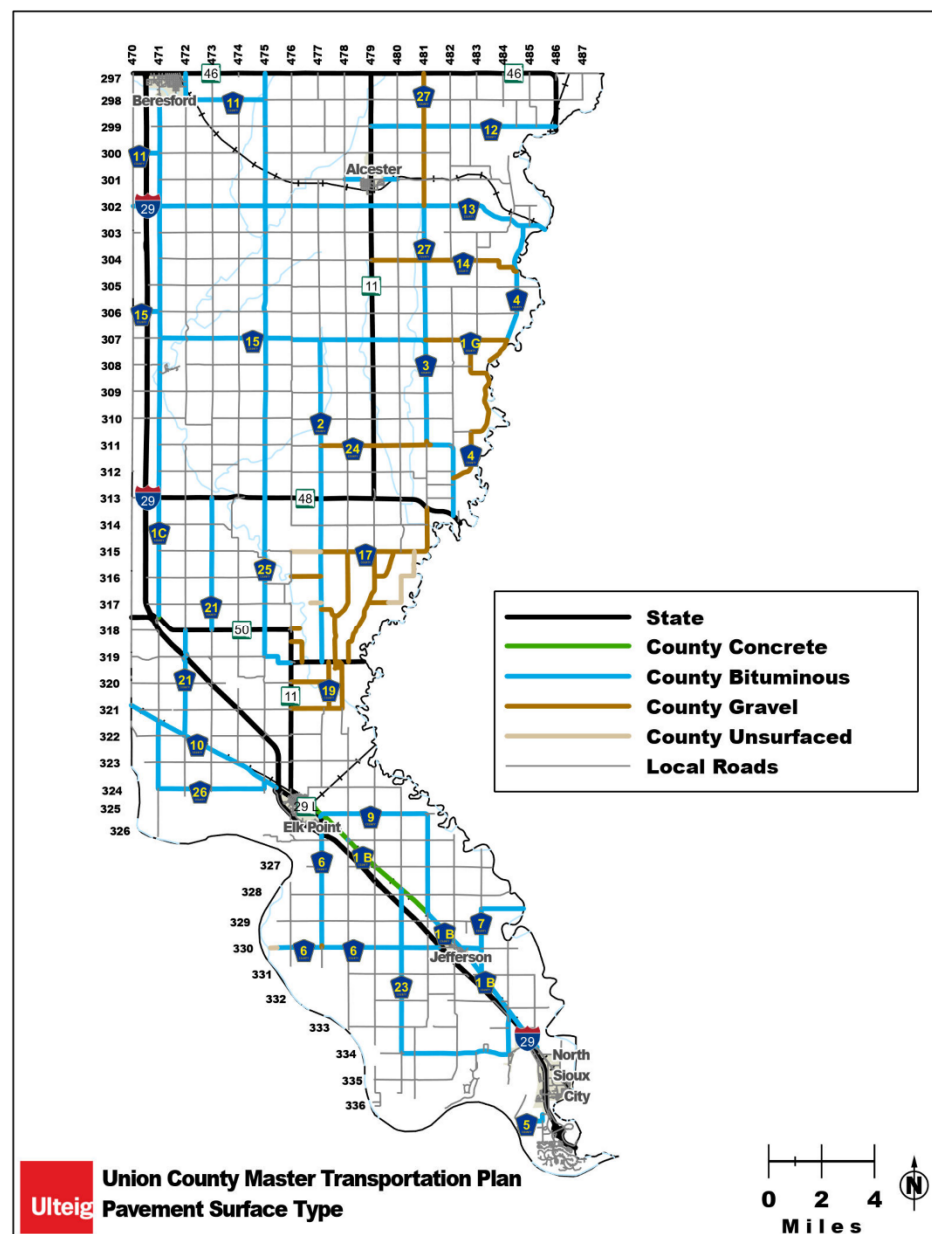 470 471 472 473 474 475 476 477 478 479 480 481 482 483 484 485 486 487
46 46
297
Beresford
298
11
27
299
12
300
11
Alcester
301
29
302
13
303
27
304
14
305
11
4
306
15
307
15
1 G
308
3
309
310
2
311
24
4
312
29
313
48
314
1C
315
17
25
316
317
21
318
50
319
320
21
19
321
11
322
10
323
324
26
325
29 L
9
326
Elk Point
327
6
1 B
328
329
7
1 B
330
6
6
Jefferson
331
1 B
23
332
333
29
334
North
Sioux
City
335
336
5
State
County Concrete
County Bituminous
County Gravel
County Unsurfaced
Local Roads
Ulteig
Union County Master Transportation Plan
Pavement Surface Type
0 2 4
Miles
N